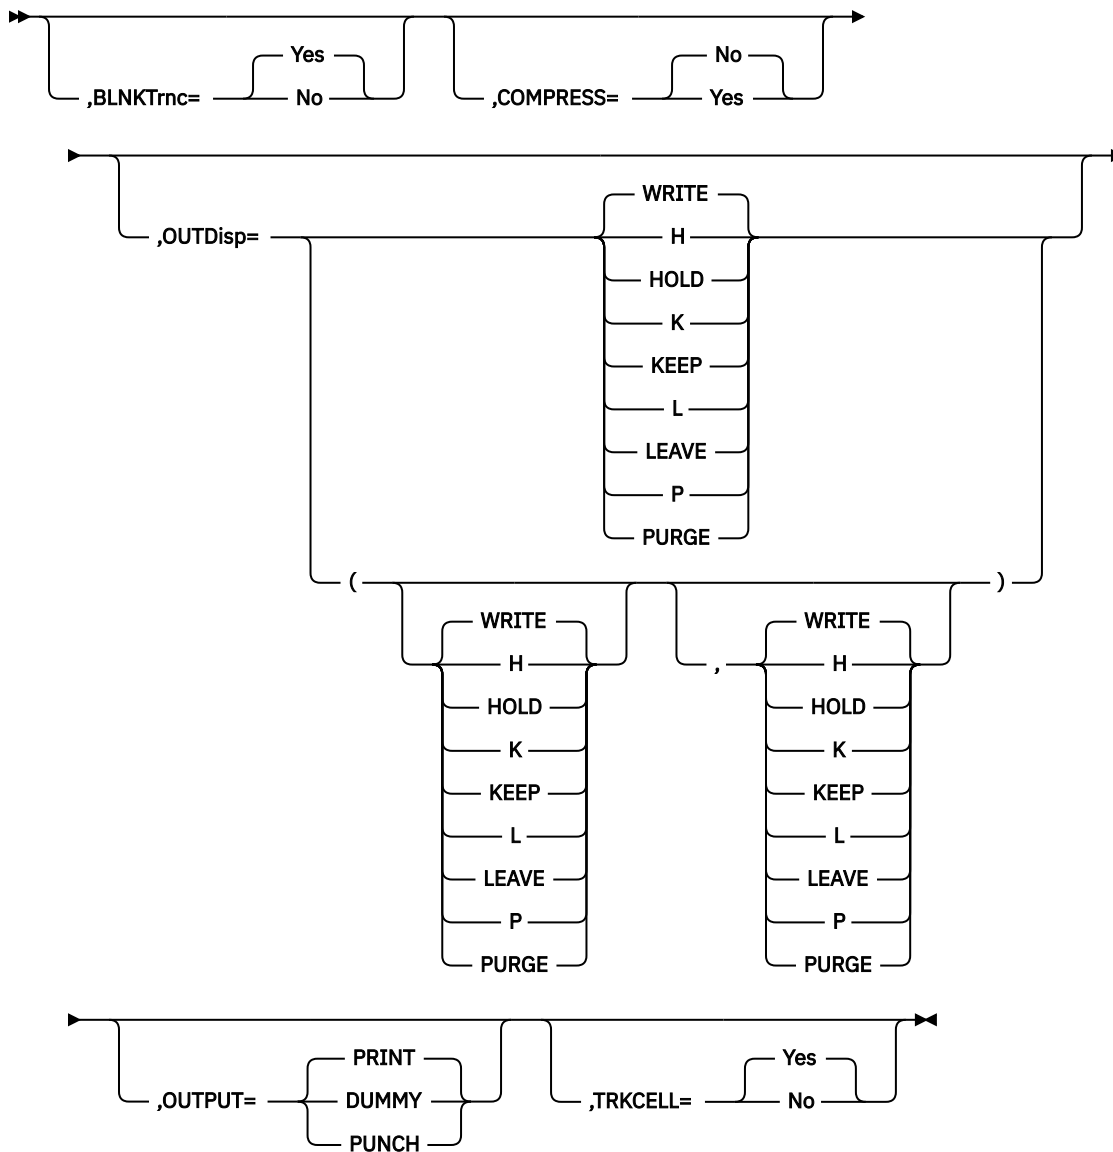 Yes No
,BLNKTrnc= No ,COMPRESS= Yes
WRITE
,OUTDisp= H
HOLD
K
KEEP
L
LEAVE
P
PURGE
( )
WRITE WRITE
H , H
HOLD HOLD
K K
KEEP KEEP
L L
LEAVE LEAVE
P P
PURGE PURGE
PRINT Yes
,OUTPUT= DUMMY ,TRKCELL= No
PUNCH